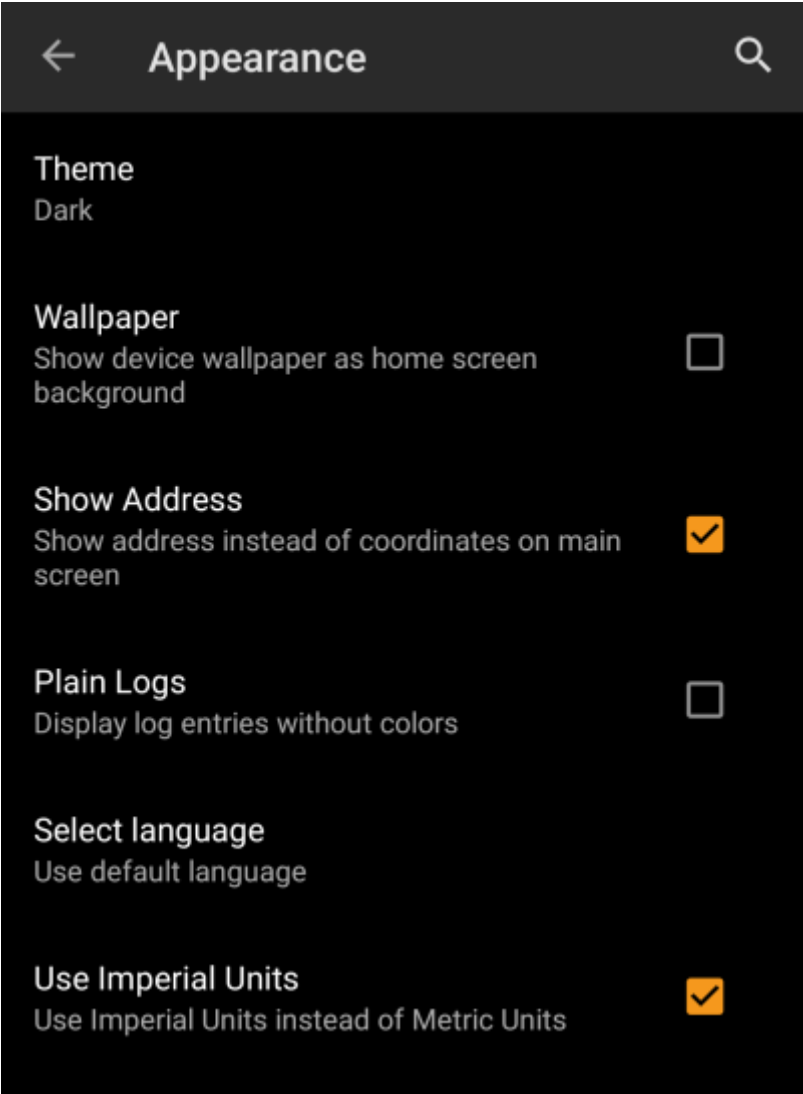 Appearance
Theme
Dark
Wallpaper
Show device wallpaper as home screen
background
Show Address
Show address instead of coordinates on main
screen
Plain Logs
Display log entries without colors
Select language
Use default language
Use Imperial Units
Use Imperial Units instead of Metric Units